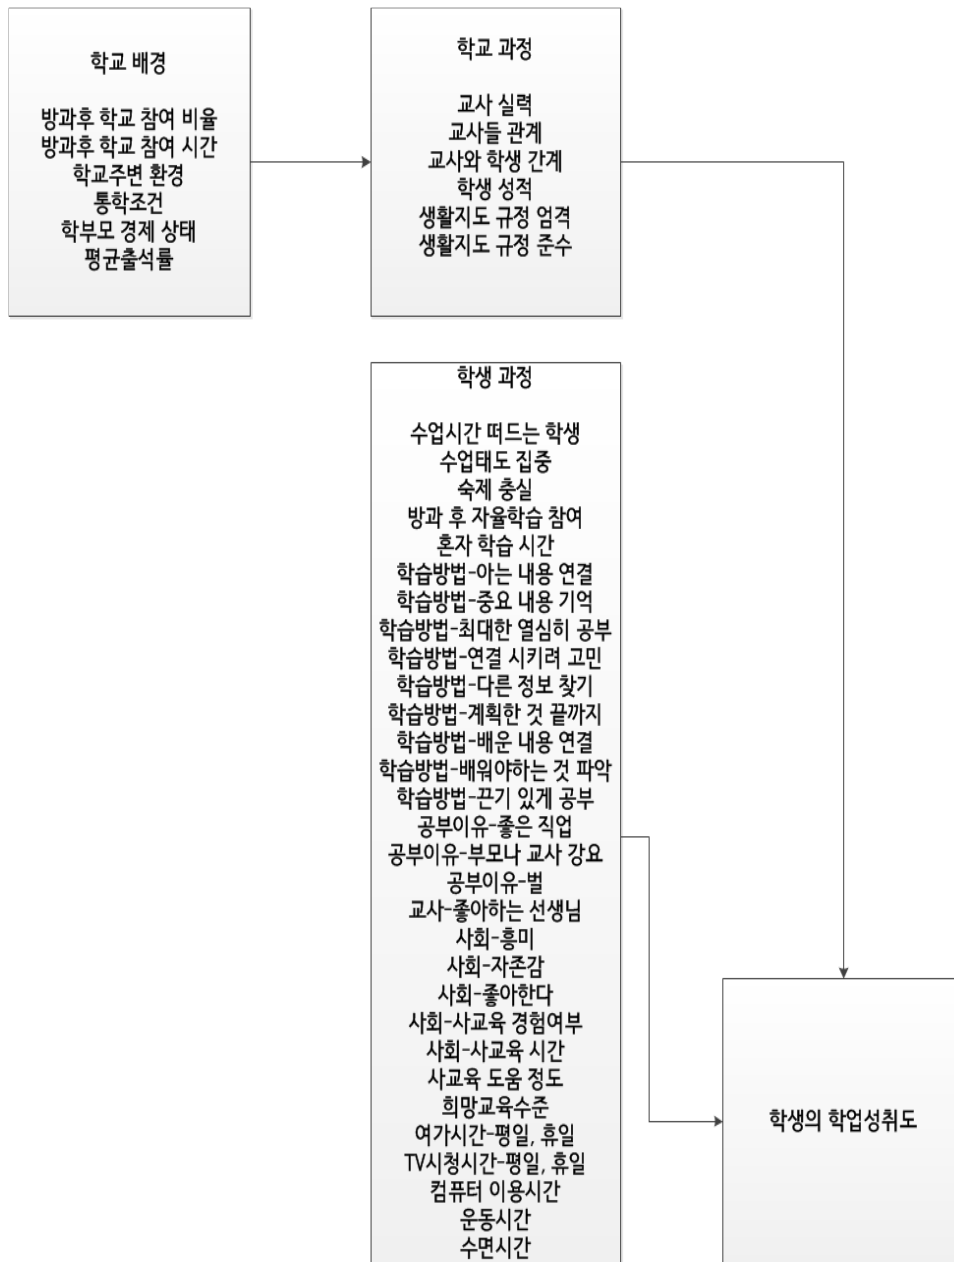 학교 배경
방과후 학교 참여 비율
방과후 학교 참여 시간
학교주변 환경
통학조건
학부모 경제 상태
평균출석률
학교 과정
교사 실력
교사들 관계
교사와 학생 간계
학생 성적
생활지도 규정 엄격
생활지도 규정 준수
학생 과정
수업시간 떠드는 학생
수업태도 집중
숙제 충실
방과 후 자율학습 참여
혼자 학습 시간
학습방법-아는 내용 연결
학습방법-중요 내용 기억
학습방법-최대한 열심히 공부
학습방법-연결 시키려 고민
학습방법-다른 정보 찾기
학습방법-계획한 것 끝까지
학습방법-배운 내용 연결
학습방법-배워야하는 것 파악
학습방법-끈기 있게 공부
공부이유-좋은 직업
공부이유-부모나 교사 강요
공부이유-벌
교사-좋아하는 선생님
사회-흥미
사회-자존감
사회-좋아한다
사회-사교육 경험여부
사회-사교육 시간
사교육 도움 정도
희망교육수준
여가시간-평일, 휴일
TV시청시간-평일, 휴일
컴퓨터 이용시간
운동시간
수면시간
학생의 학업성취도